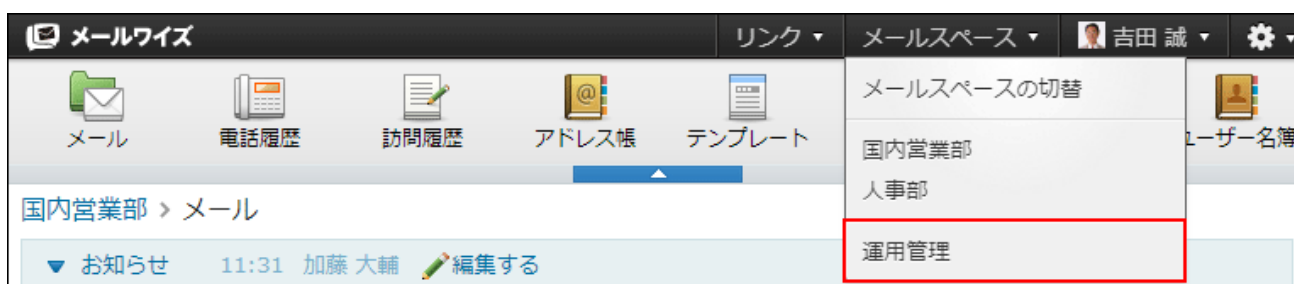 メールワイズ リンク メールスペース 吉田 誠
メール 電話履歴 訪問履歴 アドレス帳 テンプレート ーザー名簿
メールスペースの切替
国内営業部
人事部
運用管理
国内営業部 > メール
お知らせ 11:31 加藤 大輔 編集する